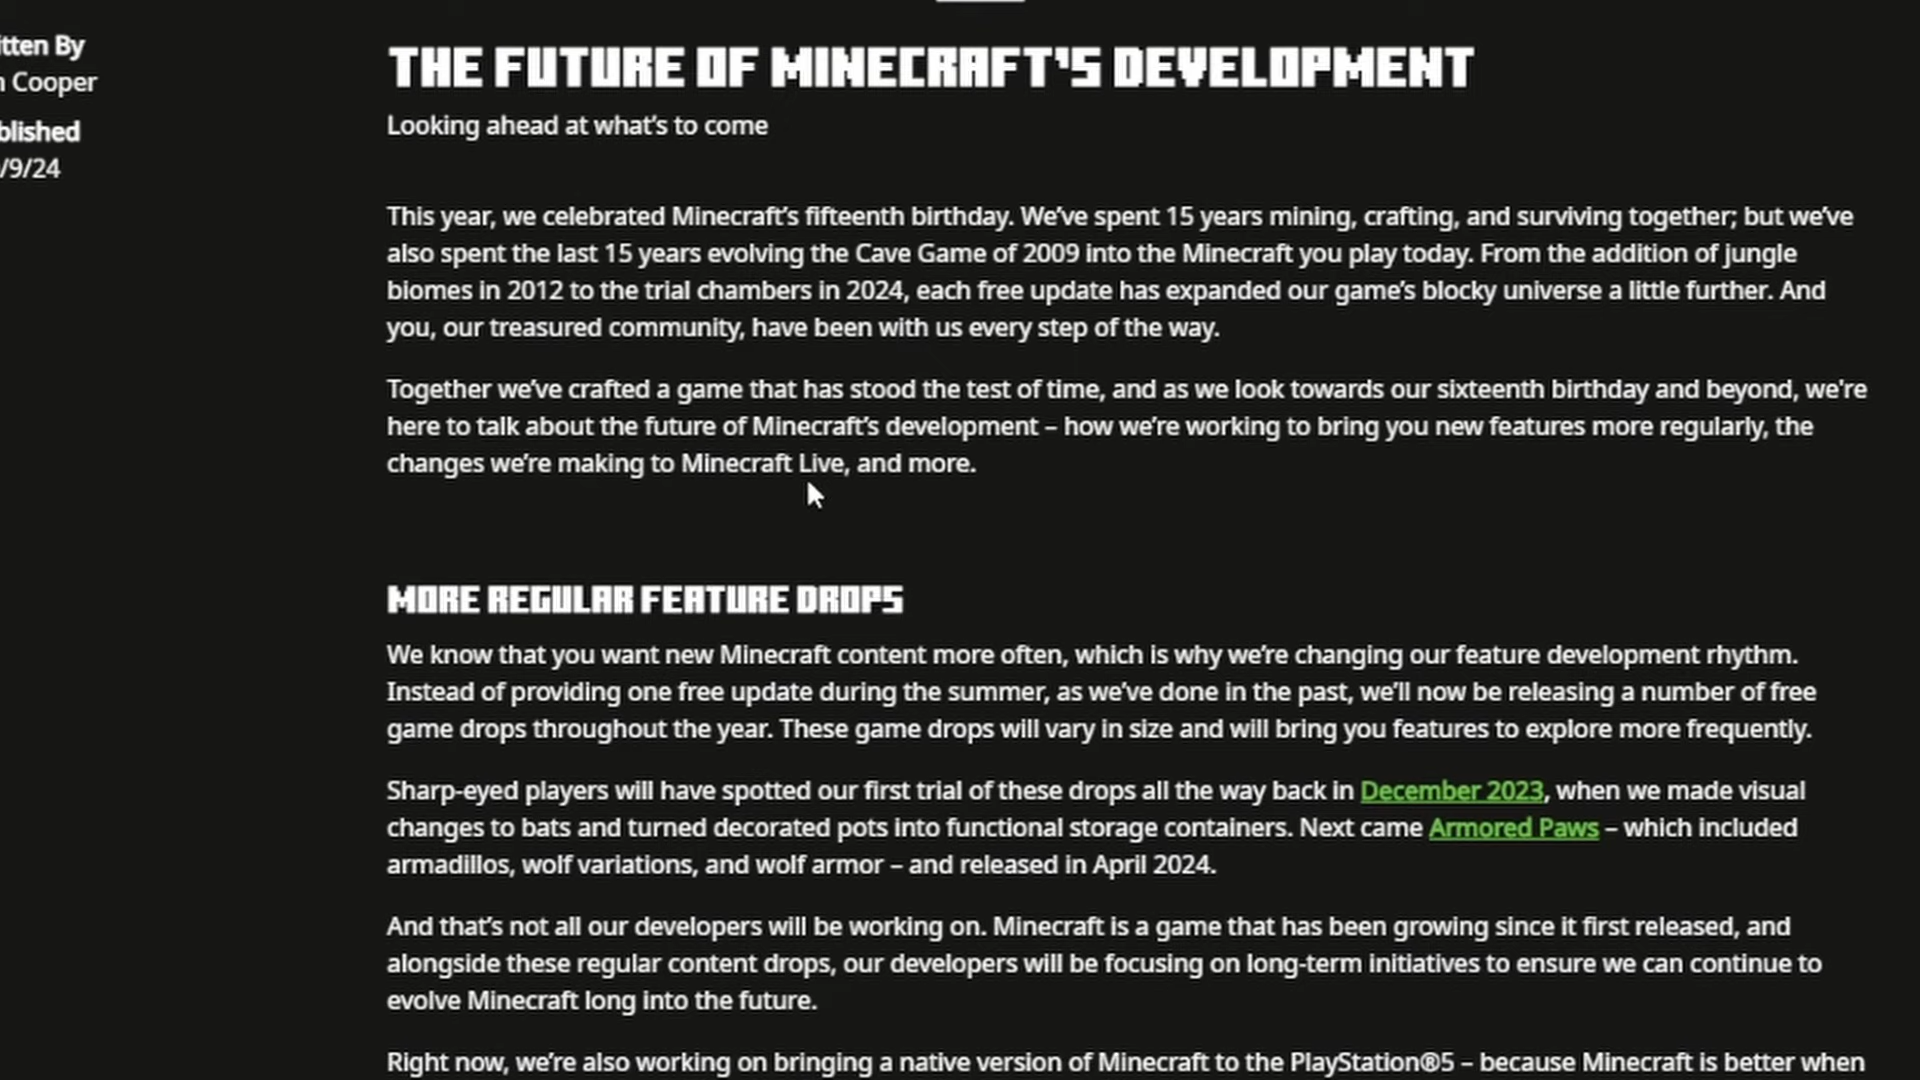 tten By
Cooper
blished
/9/24
THE FUTURE OF MINECRAFT'S DEVELOPMENT
Looking ahead at what's to come
This year, we celebrated Minecraft's fifteenth birthday. We've spent 15 years mining, crafting, and surviving together; but we've
also spent the last 15 years evolving the Cave Game of 2009 into the Minecraft you play today. From the addition of jungle
biomes in 2012 to the trial chambers in 2024, each free update has expanded our game's blocky universe a little further. And
you, our treasured community, have been with us every step of the way.
Together we've crafted a game that has stood the test of time, and as we look towards our sixteenth birthday and beyond, we're
here to talk about the future of Minecraft's development – how we're working to bring you new features more regularly, the
changes we're making to Minecraft Live, and more.
MORE REGULAR FEATURE DROPS
We know that you want new Minecraft content more often, which is why we're changing our feature development rhythm.
Instead of providing one free update during the summer, as we've done in the past, we'll now be releasing a number of free
game drops throughout the year. These game drops will vary in size and will bring you features to explore more frequently.
Sharp-eyed players will have spotted our first trial of these drops all the way back in December 2023, when we made visual
changes to bats and turned decorated pots into functional storage containers. Next came Armored Paws – which included
armadillos, wolf variations, and wolf armor – and released in April 2024.
And that's not all our developers will be working on. Minecraft is a game that has been growing since it first released, and
alongside these regular content drops, our developers will be focusing on long-term initiatives to ensure we can continue to
evolve Minecraft long into the future.
Right now, we're also working on bringing a native version of Minecraft to the PlayStation®5 – because Minecraft is better when